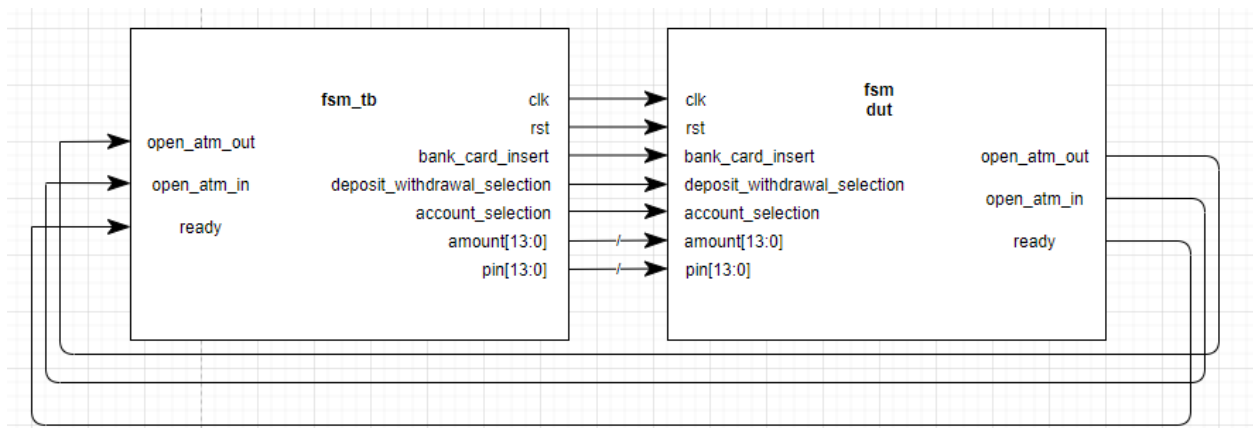 fsm_tb
clk
rst
open_atm_out
bank_card_insert
open_atm_in
deposit_withdrawal_selection
account_selection
ready
amount[13:0]
pin[13:0]
/
/
fsm
dut
clk
rst
bank_card_insert
open_atm_out
deposit_withdrawal_selection
open_atm_in
account_selection
amount[13:0]
ready
pin[13:0]